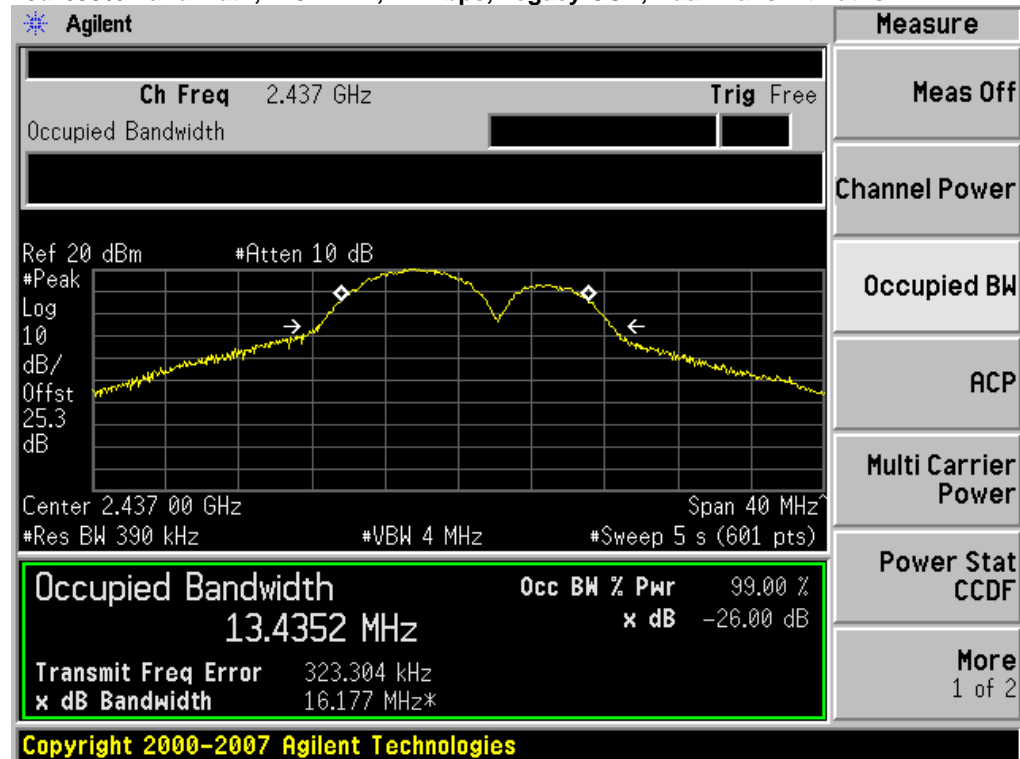 Agilent
Measure
Ch Freq 2.437 GHz
Trig Free
Occupied Bandwidth
Meas Off
Channel Power
Occupied BW
ACP
Multi Carrier
Power
Power Stat
CCDF
More
1 of 2
Ref 20 dBm
#Atten 10 dB
#Peak
Log
10
dB/
Offst
25.3
dB
Center 2.437 00 GHz
Span 40 MHz^
#Res BW 390 kHz
#VBW 4 MHz
#Sweep 5 s (601 pts)
Occupied Bandwidth
13.4352 MHz
Occ BW % Pwr 99.00 %
x dB -26.00 dB
Transmit Freq Error 323.304 kHz
x dB Bandwidth 16.177 MHz*
Copyright 2000-2007 Agilent Technologies